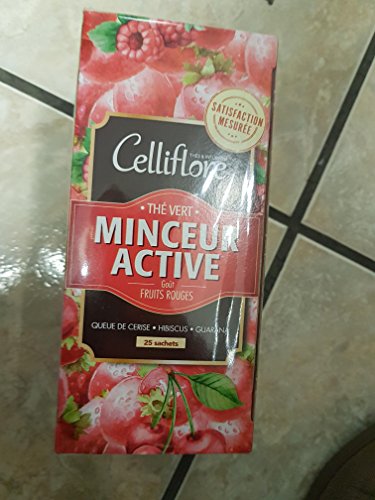 SATISFACTION
MESURÉE
Celliflore
• THÉ VERT •
MINCEUR
ACTIVE
Goût
FRUITS ROUGES
QUEUE DE CERISE • HIBISCUS • GUARANA
25 sachets